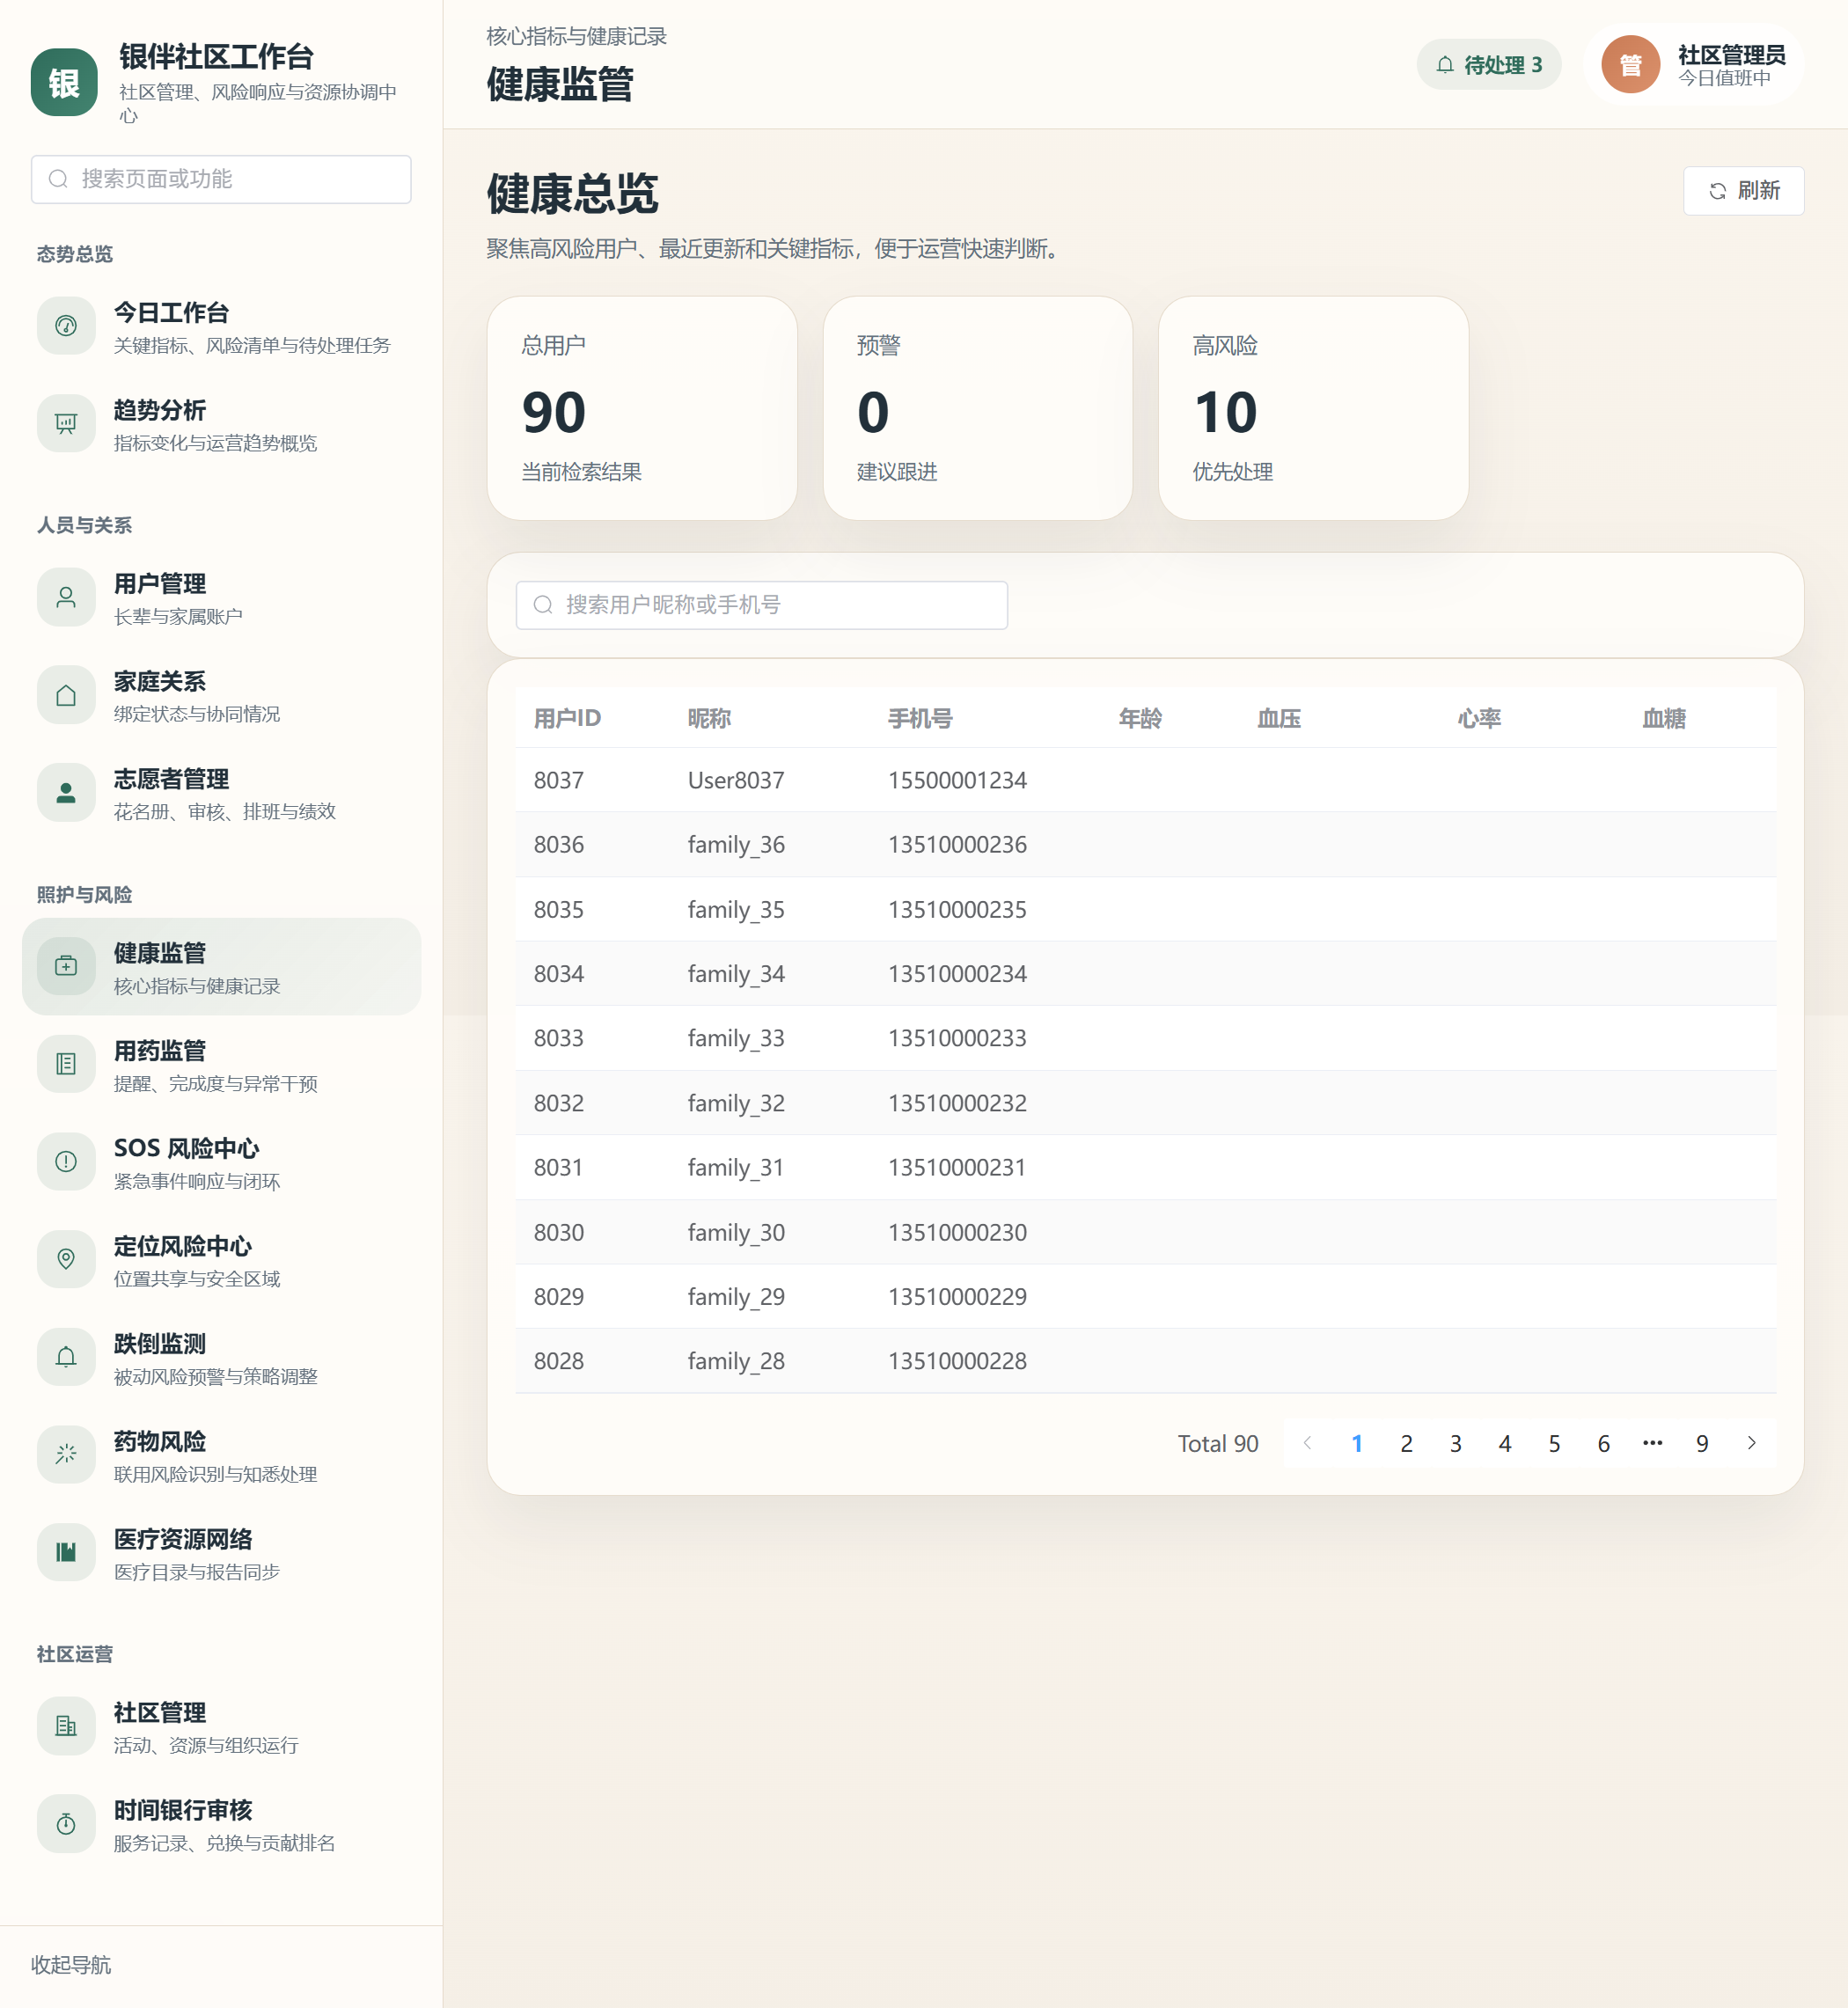 银
银伴社区工作台
社区管理、风险响应与资源协调中
心
搜索页面或功能
态势总览
今日工作台
关键指标、风险清单与待处理任务
趋势分析
指标变化与运营趋势概览
人员与关系
用户管理
长辈与家属账户
家庭关系
绑定状态与协同情况
志愿者管理
花名册、审核、排班与绩效
照护与风险
健康监管
核心指标与健康记录
用药监管
提醒、完成度与异常干预
SOS 风险中心
紧急事件响应与闭环
定位风险中心
位置共享与安全区域
跌倒监测
被动风险预警与策略调整
药物风险
联用风险识别与知悉处理
医疗资源网络
医疗目录与报告同步
社区运营
社区管理
活动、资源与组织运行
时间银行审核
服务记录、兑换与贡献排名
收起导航
核心指标与健康记录
健康监管
待处理 3
管
社区管理员
今日值班中
健康总览
刷新
聚焦高风险用户、最近更新和关键指标，便于运营快速判断。
总用户
90
当前检索结果
预警
0
建议跟进
高风险
10
优先处理
搜索用户昵称或手机号
用户ID 昵称 手机号 年龄 血压 心率 血糖
8037 User8037 15500001234
8036 family_36 13510000236
8035 family_35 13510000235
8034 family_34 13510000234
8033 family_33 13510000233
8032 family_32 13510000232
8031 family_31 13510000231
8030 family_30 13510000230
8029 family_29 13510000229
8028 family_28 13510000228
Total 90 1 2 3 4 5 6 ••• 9